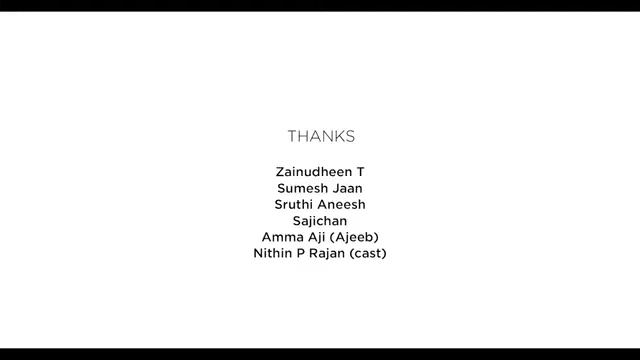 THANKS
Zainudheen T
Sumesh Jaan
Sruthi Aneesh
Sajichan
Amma Aji (Ajeeb)
Nithin P Rajan (cast)